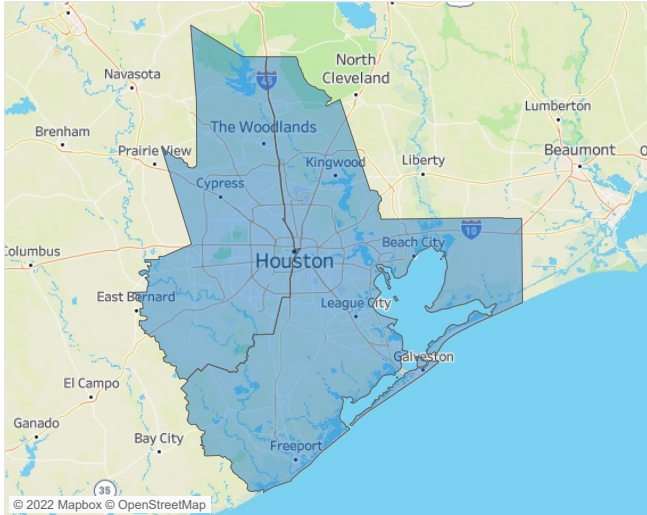 North
Cleveland
Navasota
45
Lumberton
Brenham
The Woodlands
Beaumont
Prairie View
Kingwood
Liberty
Cypress
Columbus
10
Beach City
Houston
East Bernard
League City
Galveston
El Campo
Ganado
Bay City
Freeport
35
© 2022 Mapbox © OpenStreetMap